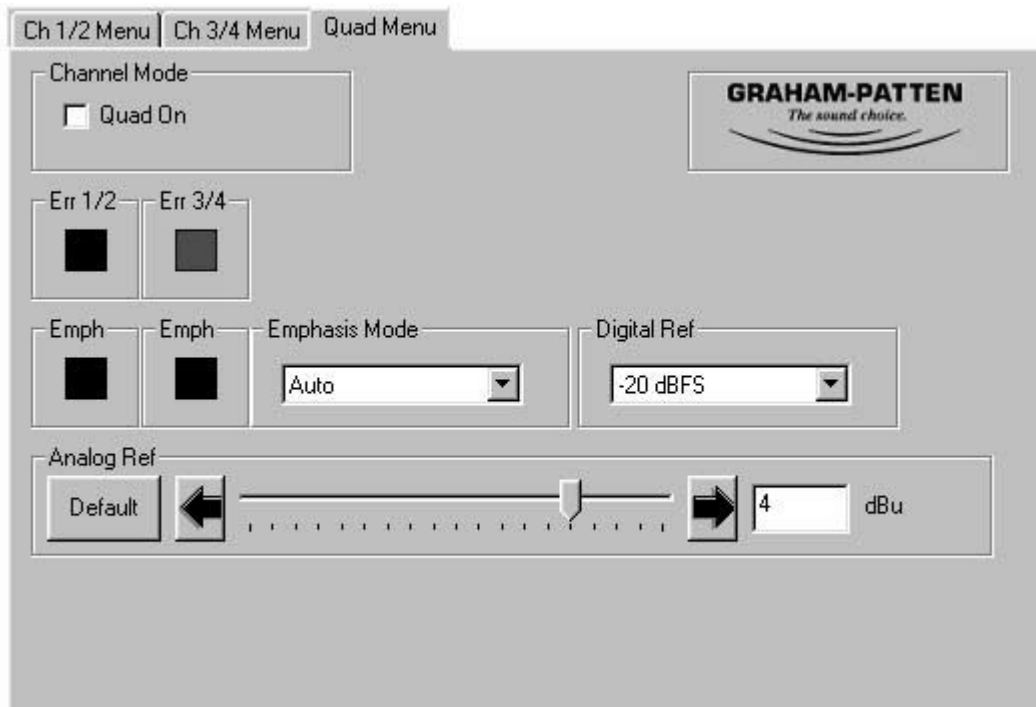 Ch 1/2 Menu Ch 3/4 Menu Quad Menu
Channel Mode
Quad On
GRAHAM-PATTEN
The sound choice.
Err 1/2 Err 3/4
Emph Emph Emphasis Mode Digital Ref
Auto -20 dBFS
Analog Ref
Default 4 dBu